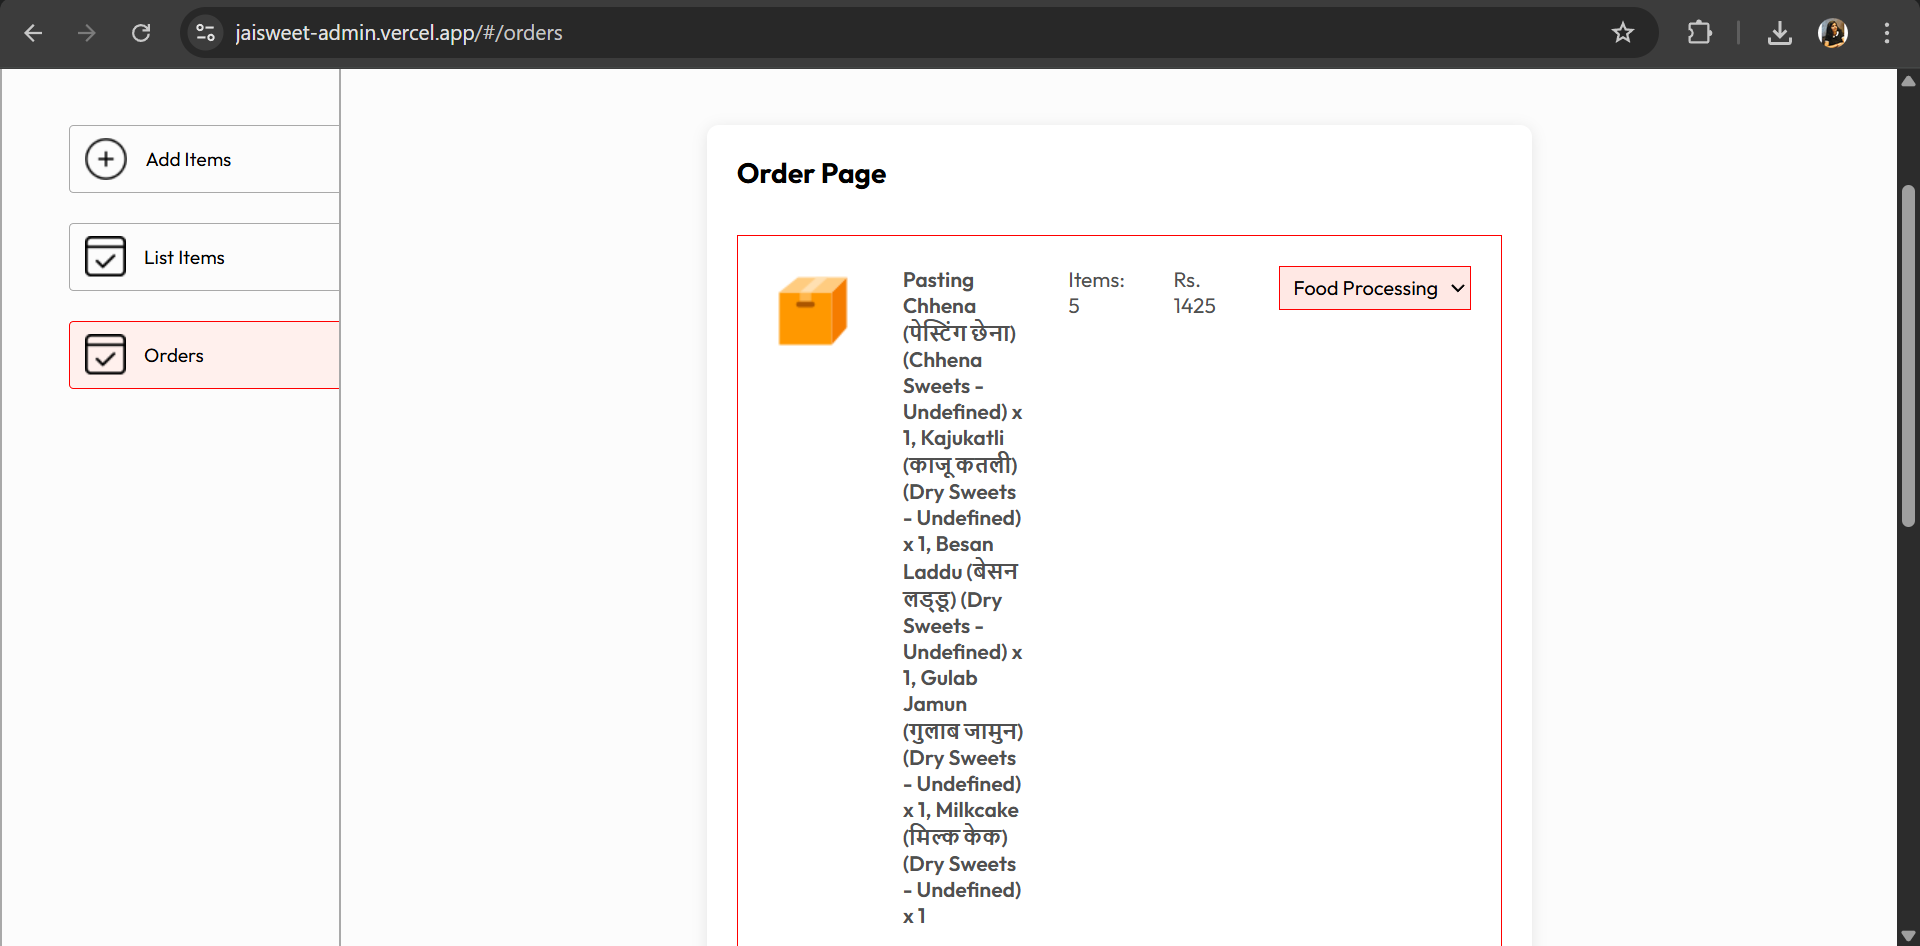 jaisweet-admin.vercel.app/#/orders
Add Items
List Items
Orders
Order Page
Pasting
Chhena
(पेस्टिंग छेना)
(Chhena
Sweets -
Undefined) x
1, Kajukatli
(काजू कतली)
(Dry Sweets
- Undefined)
x 1, Besan
Laddu (बेसन
लड्डू) (Dry
Sweets -
Undefined) x
1, Gulab
Jamun
(गुलाब जामुन)
(Dry Sweets
- Undefined)
x 1, Milkcake
(मिल्क केक)
(Dry Sweets
- Undefined)
x 1
Items:
5
Rs.
1425
Food Processing